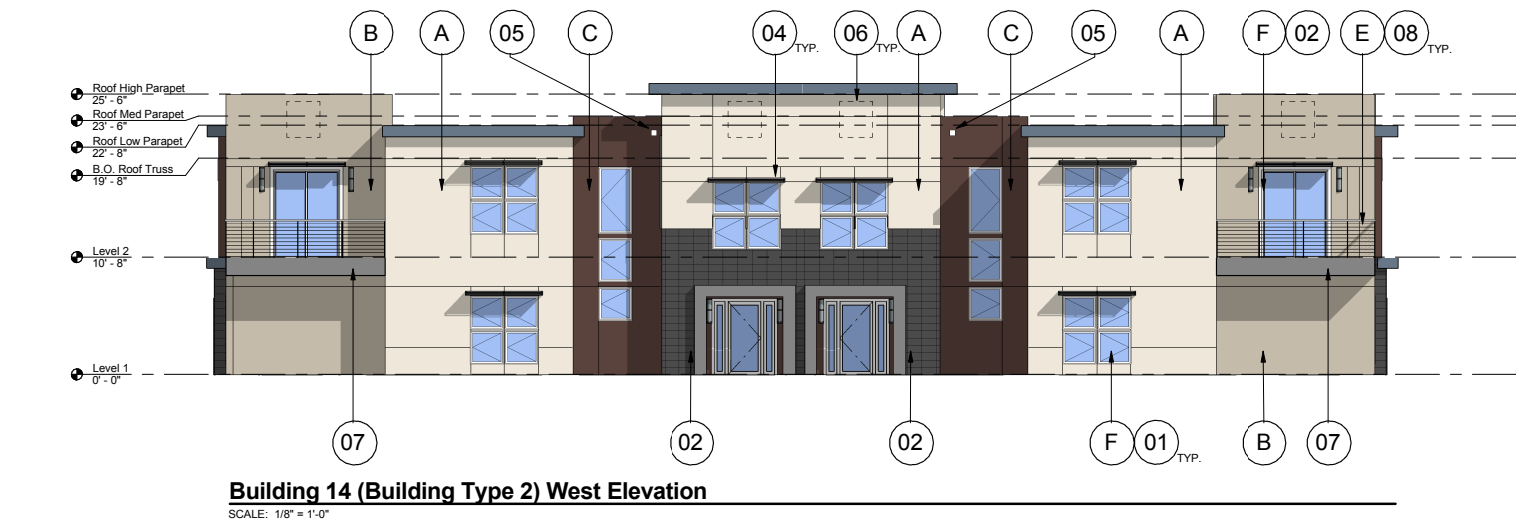 B A 05 C 04 TYP. 06 TYP. A C 05 A F 02 E 08 TYP.
Roof High Parapet
25' - 6"
Roof Med Parapet
23' - 6"
Roof Low Parapet
22' - 8"
B.O. Roof Truss
19' - 8"
Level 2
10' - 8"
Level 1
0' - 0"
07 02 02 F 01 TYP. B 07
Building 14 (Building Type 2) West Elevation
SCALE: 1/8" = 1'-0"